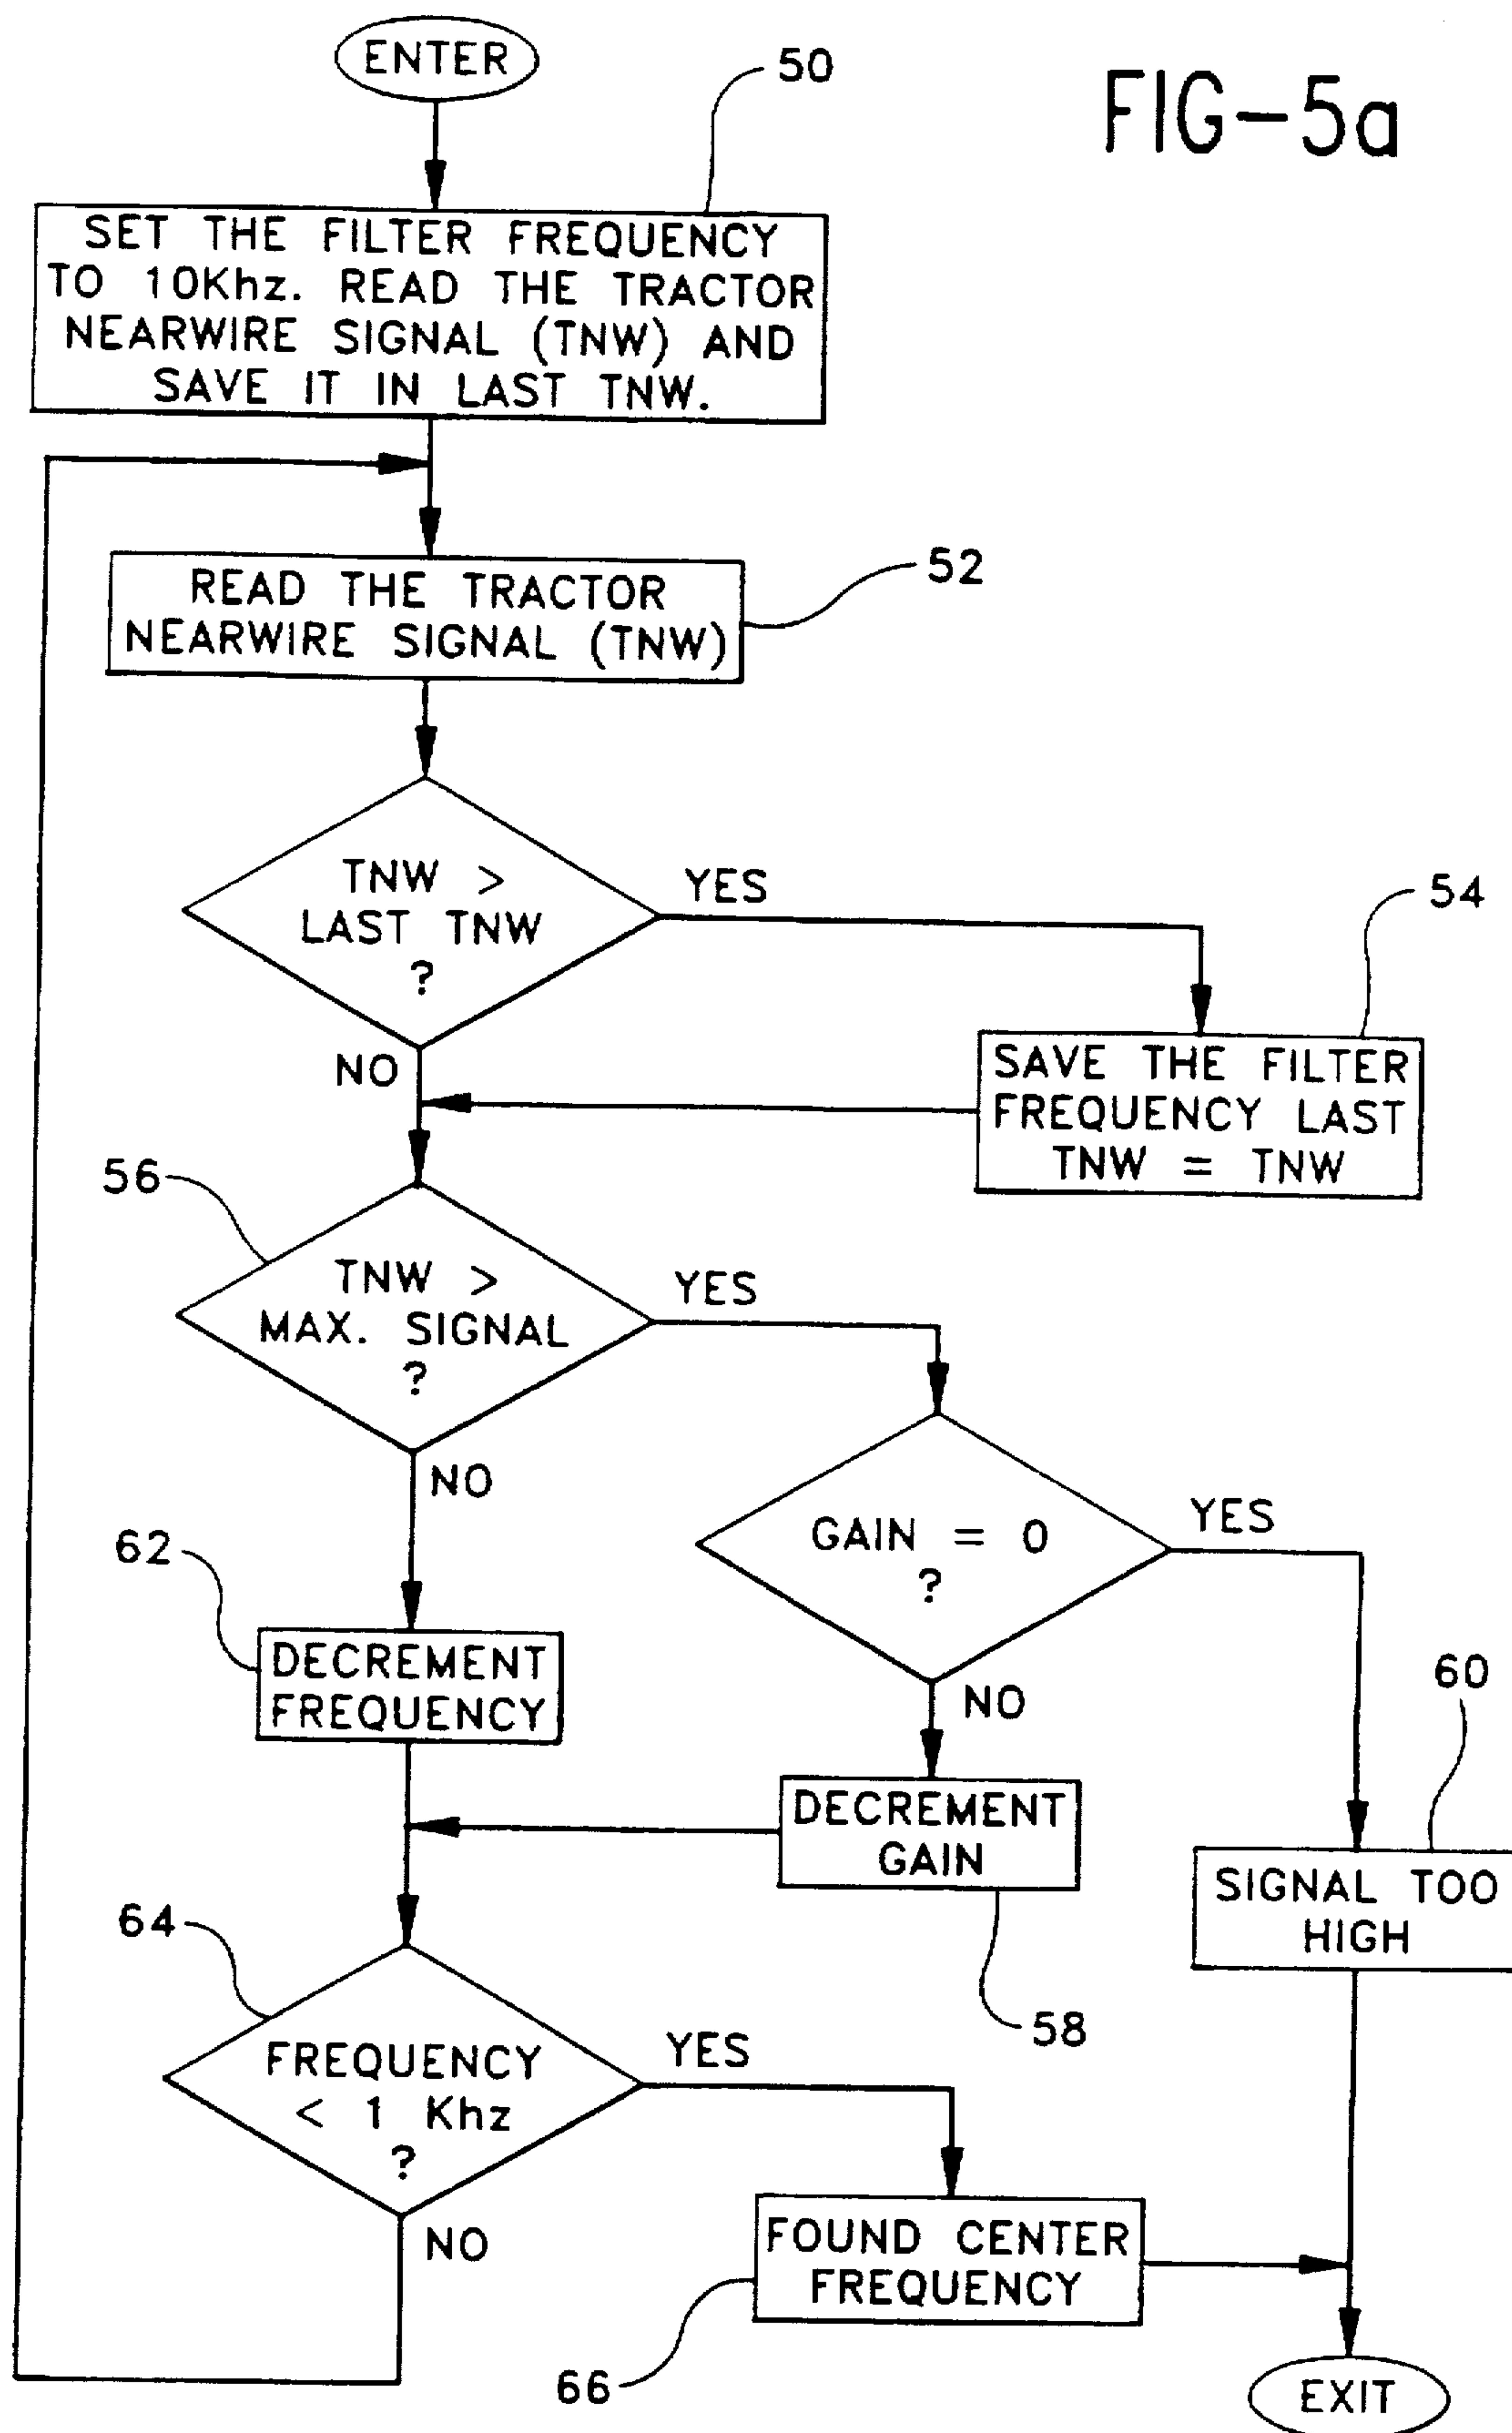 ENTER
50
FIG-5a
SET THE FILTER FREQUENCY
TO 10Khz. READ THE TRACTOR
NEARWIRE SIGNAL (TNW) AND
SAVE IT IN LAST TNW.
READ THE TRACTOR
NEARWIRE SIGNAL (TNW)
52
TNW >
LAST TNW
?
YES
NO
54
SAVE THE FILTER
FREQUENCY LAST
TNW = TNW
56
TNW >
MAX. SIGNAL
?
YES
NO
GAIN = 0
?
YES
NO
62
DECREMENT
FREQUENCY
60
DECREMENT
GAIN
58
SIGNAL TOO
HIGH
64
FREQUENCY
< 1 Khz
?
YES
NO
FOUND CENTER
FREQUENCY
66
EXIT